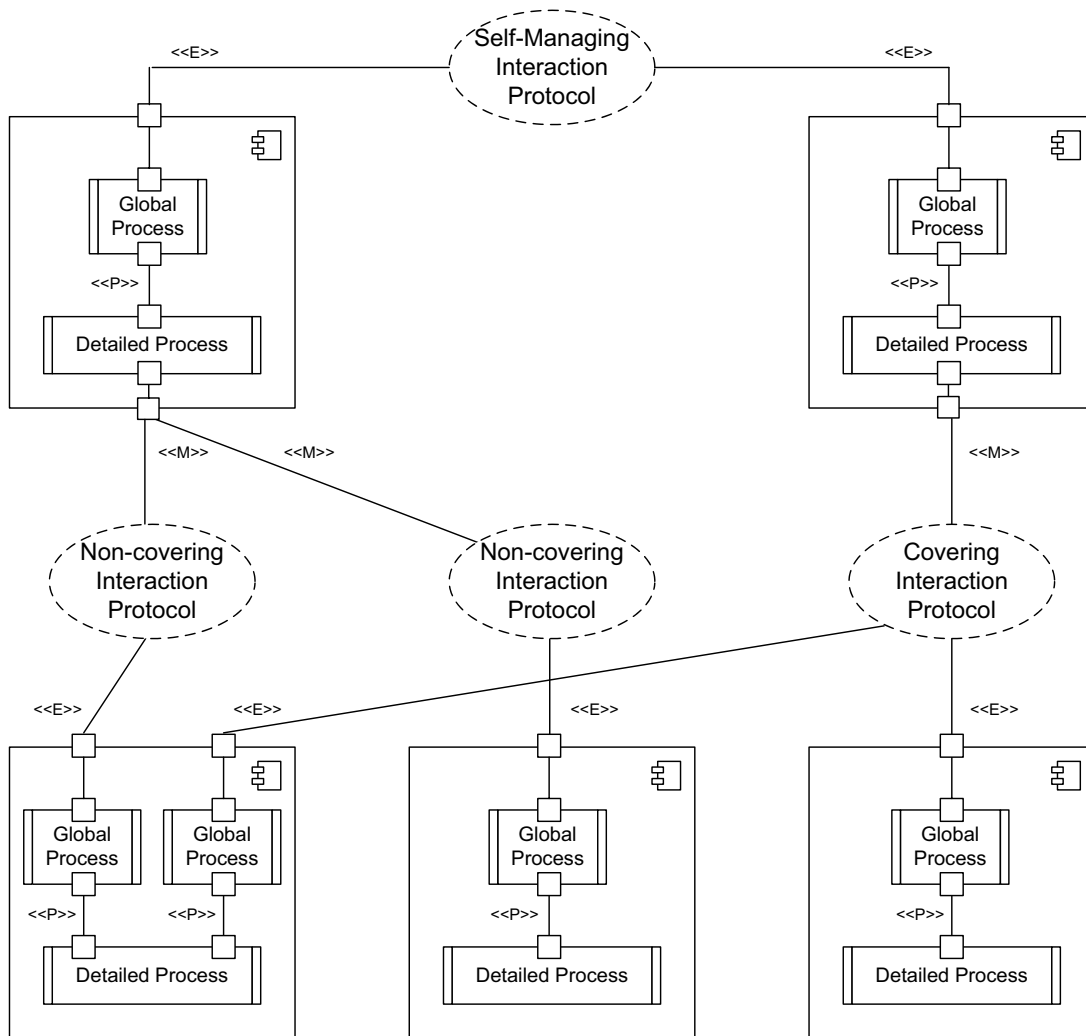 Self-Managing
Interaction
Protocol
<<E>>
<<E>>
Global
Process
<<P>>
Detailed Process
Global
Process
<<P>>
Detailed Process
<<M>>
<<M>>
<<M>>
Non-covering
Interaction
Protocol
Non-covering
Interaction
Protocol
Covering
Interaction
Protocol
<<E>>
<<E>>
<<E>>
<<E>>
Global
Process
Global
Process
<<P>>
<<P>>
Detailed Process
Global
Process
<<P>>
Detailed Process
Global
Process
<<P>>
Detailed Process